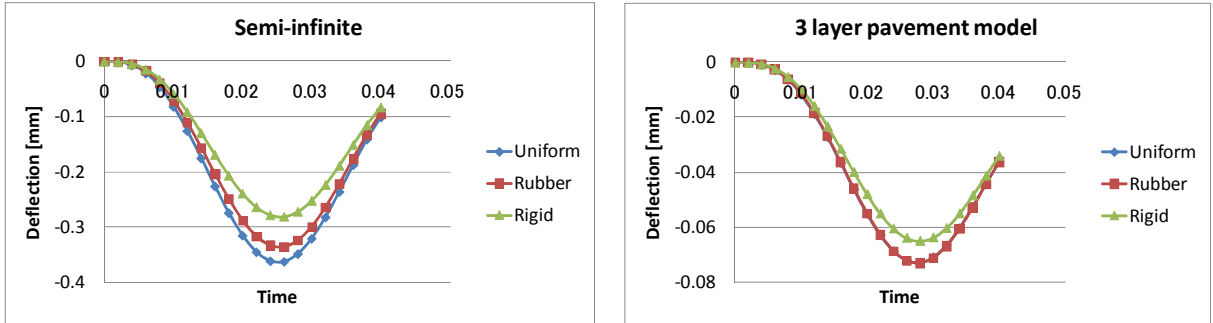 Semi-infinite
0
0 0.01 0.02 0.03 0.04 0.05
-0.1
-0.2
-0.3
-0.4
Deflection [mm]
Time
Uniform
Rubber
Rigid
3 layer pavement model
0
0 0.01 0.02 0.03 0.04 0.05
-0.02
-0.04
-0.06
-0.08
Deflection [mm]
Time
Uniform
Rubber
Rigid